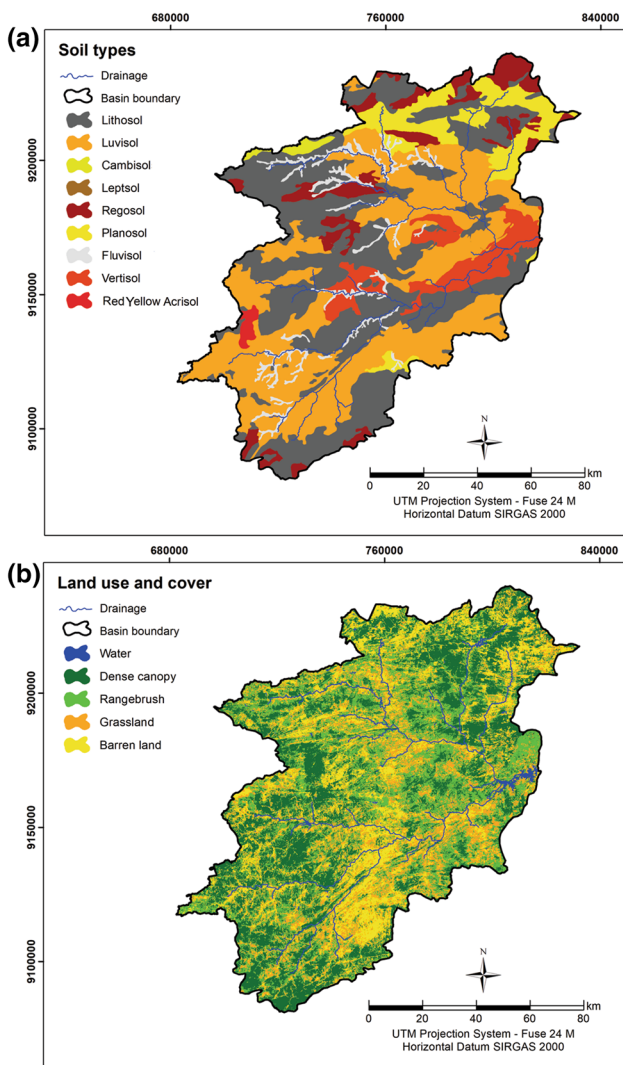 680000 760000 840000
(a)
Soil types
Drainage
Basin boundary
Lithosol
Luvisol
Cambisol
Leptsol
Regosol
Planosol
Fluvisol
Vertisol
Red Yellow Acrisol
9200000
9150000
9100000
N
km
0 20 40 60 80
UTM Projection System - Fuse 24 M
Horizontal Datum SIRGAS 2000
680000 760000 840000
(b)
Land use and cover
Drainage
Basin boundary
Water
Dense canopy
Rangebrush
Grassland
Barren land
9200000
9150000
9100000
N
km
0 20 40 60 80
UTM Projection System - Fuse 24 M
Horizontal Datum SIRGAS 2000